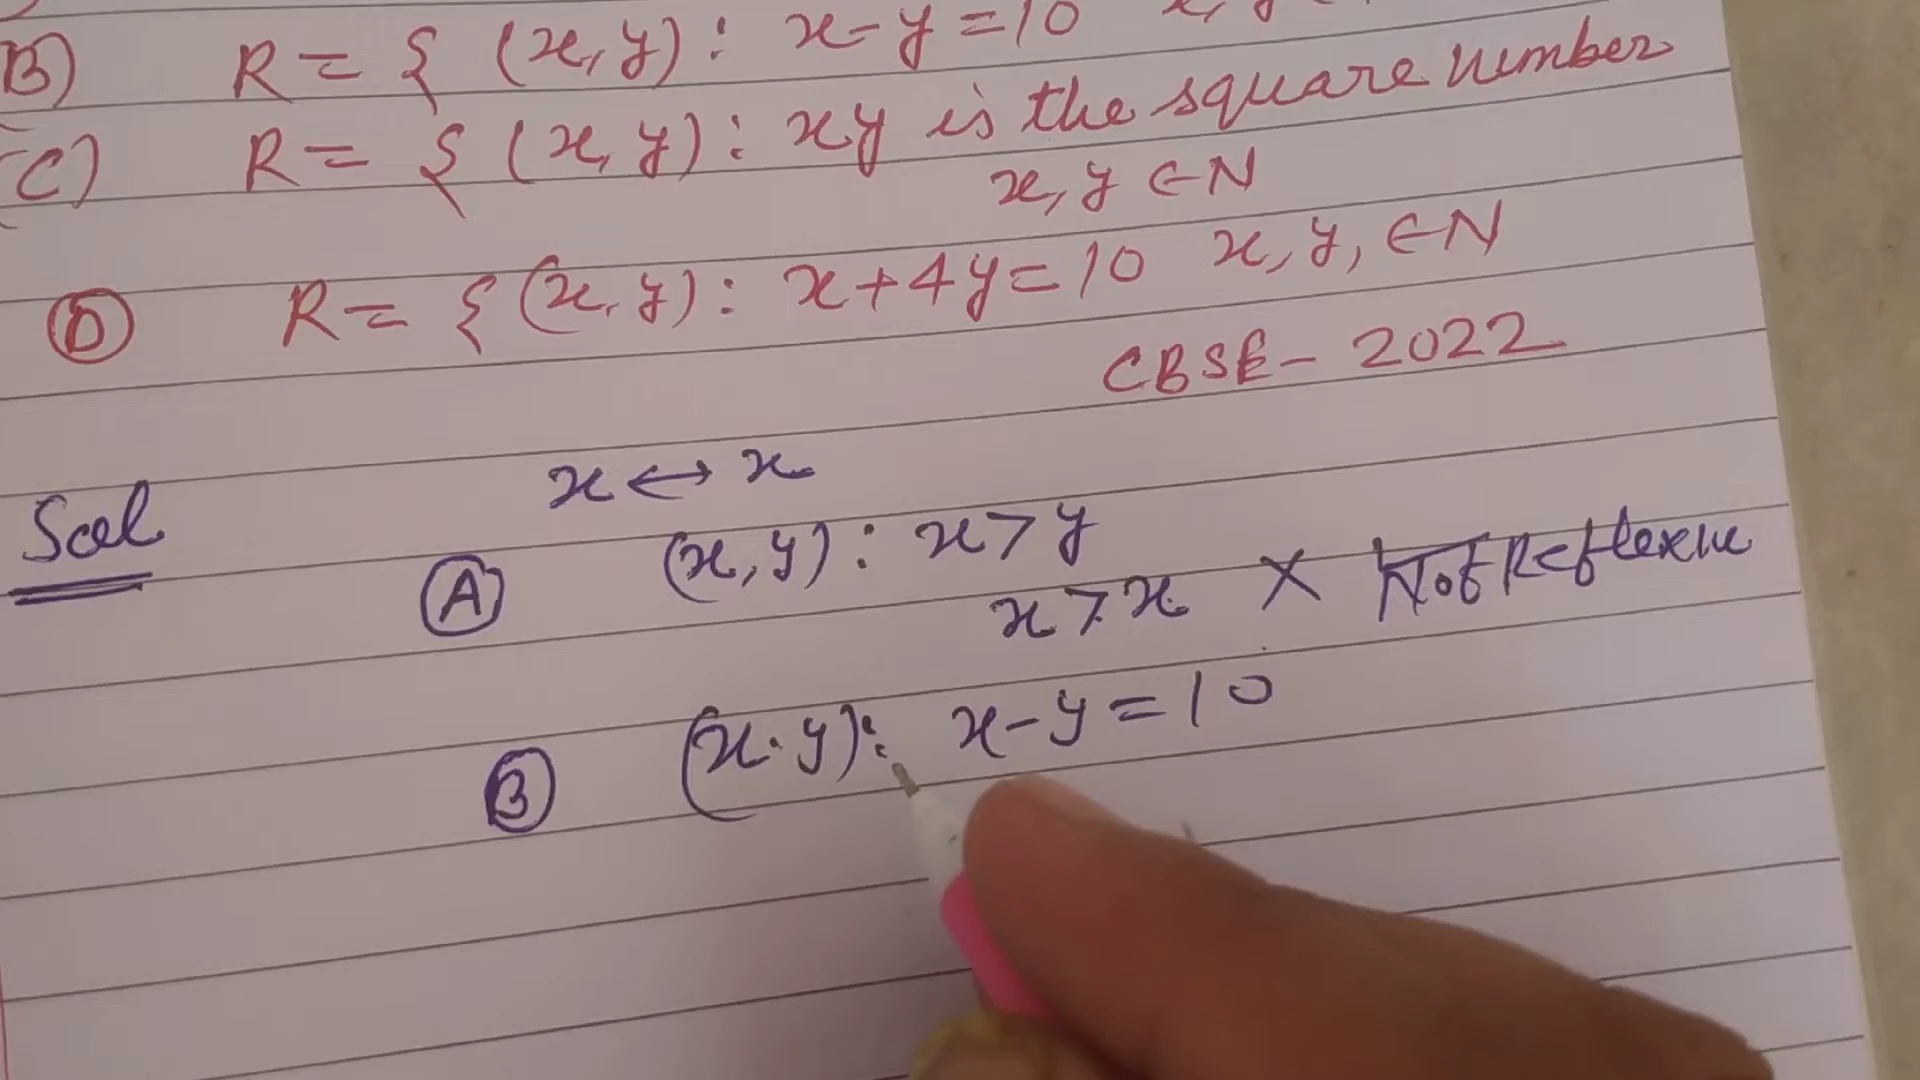 B) R = { (x, y) : x - y = 10 x, y
(C) R = { (x, y) : xy is the square number
x, y ∈ N
(D) R = { (x, y) : x + 4y = 10 x, y, ∈ N
CBSE - 2022
Sol x ↔ x
(A) (x, y) : x > y
x > x × Not Reflexive
(B) (x . y) : x - y = 10